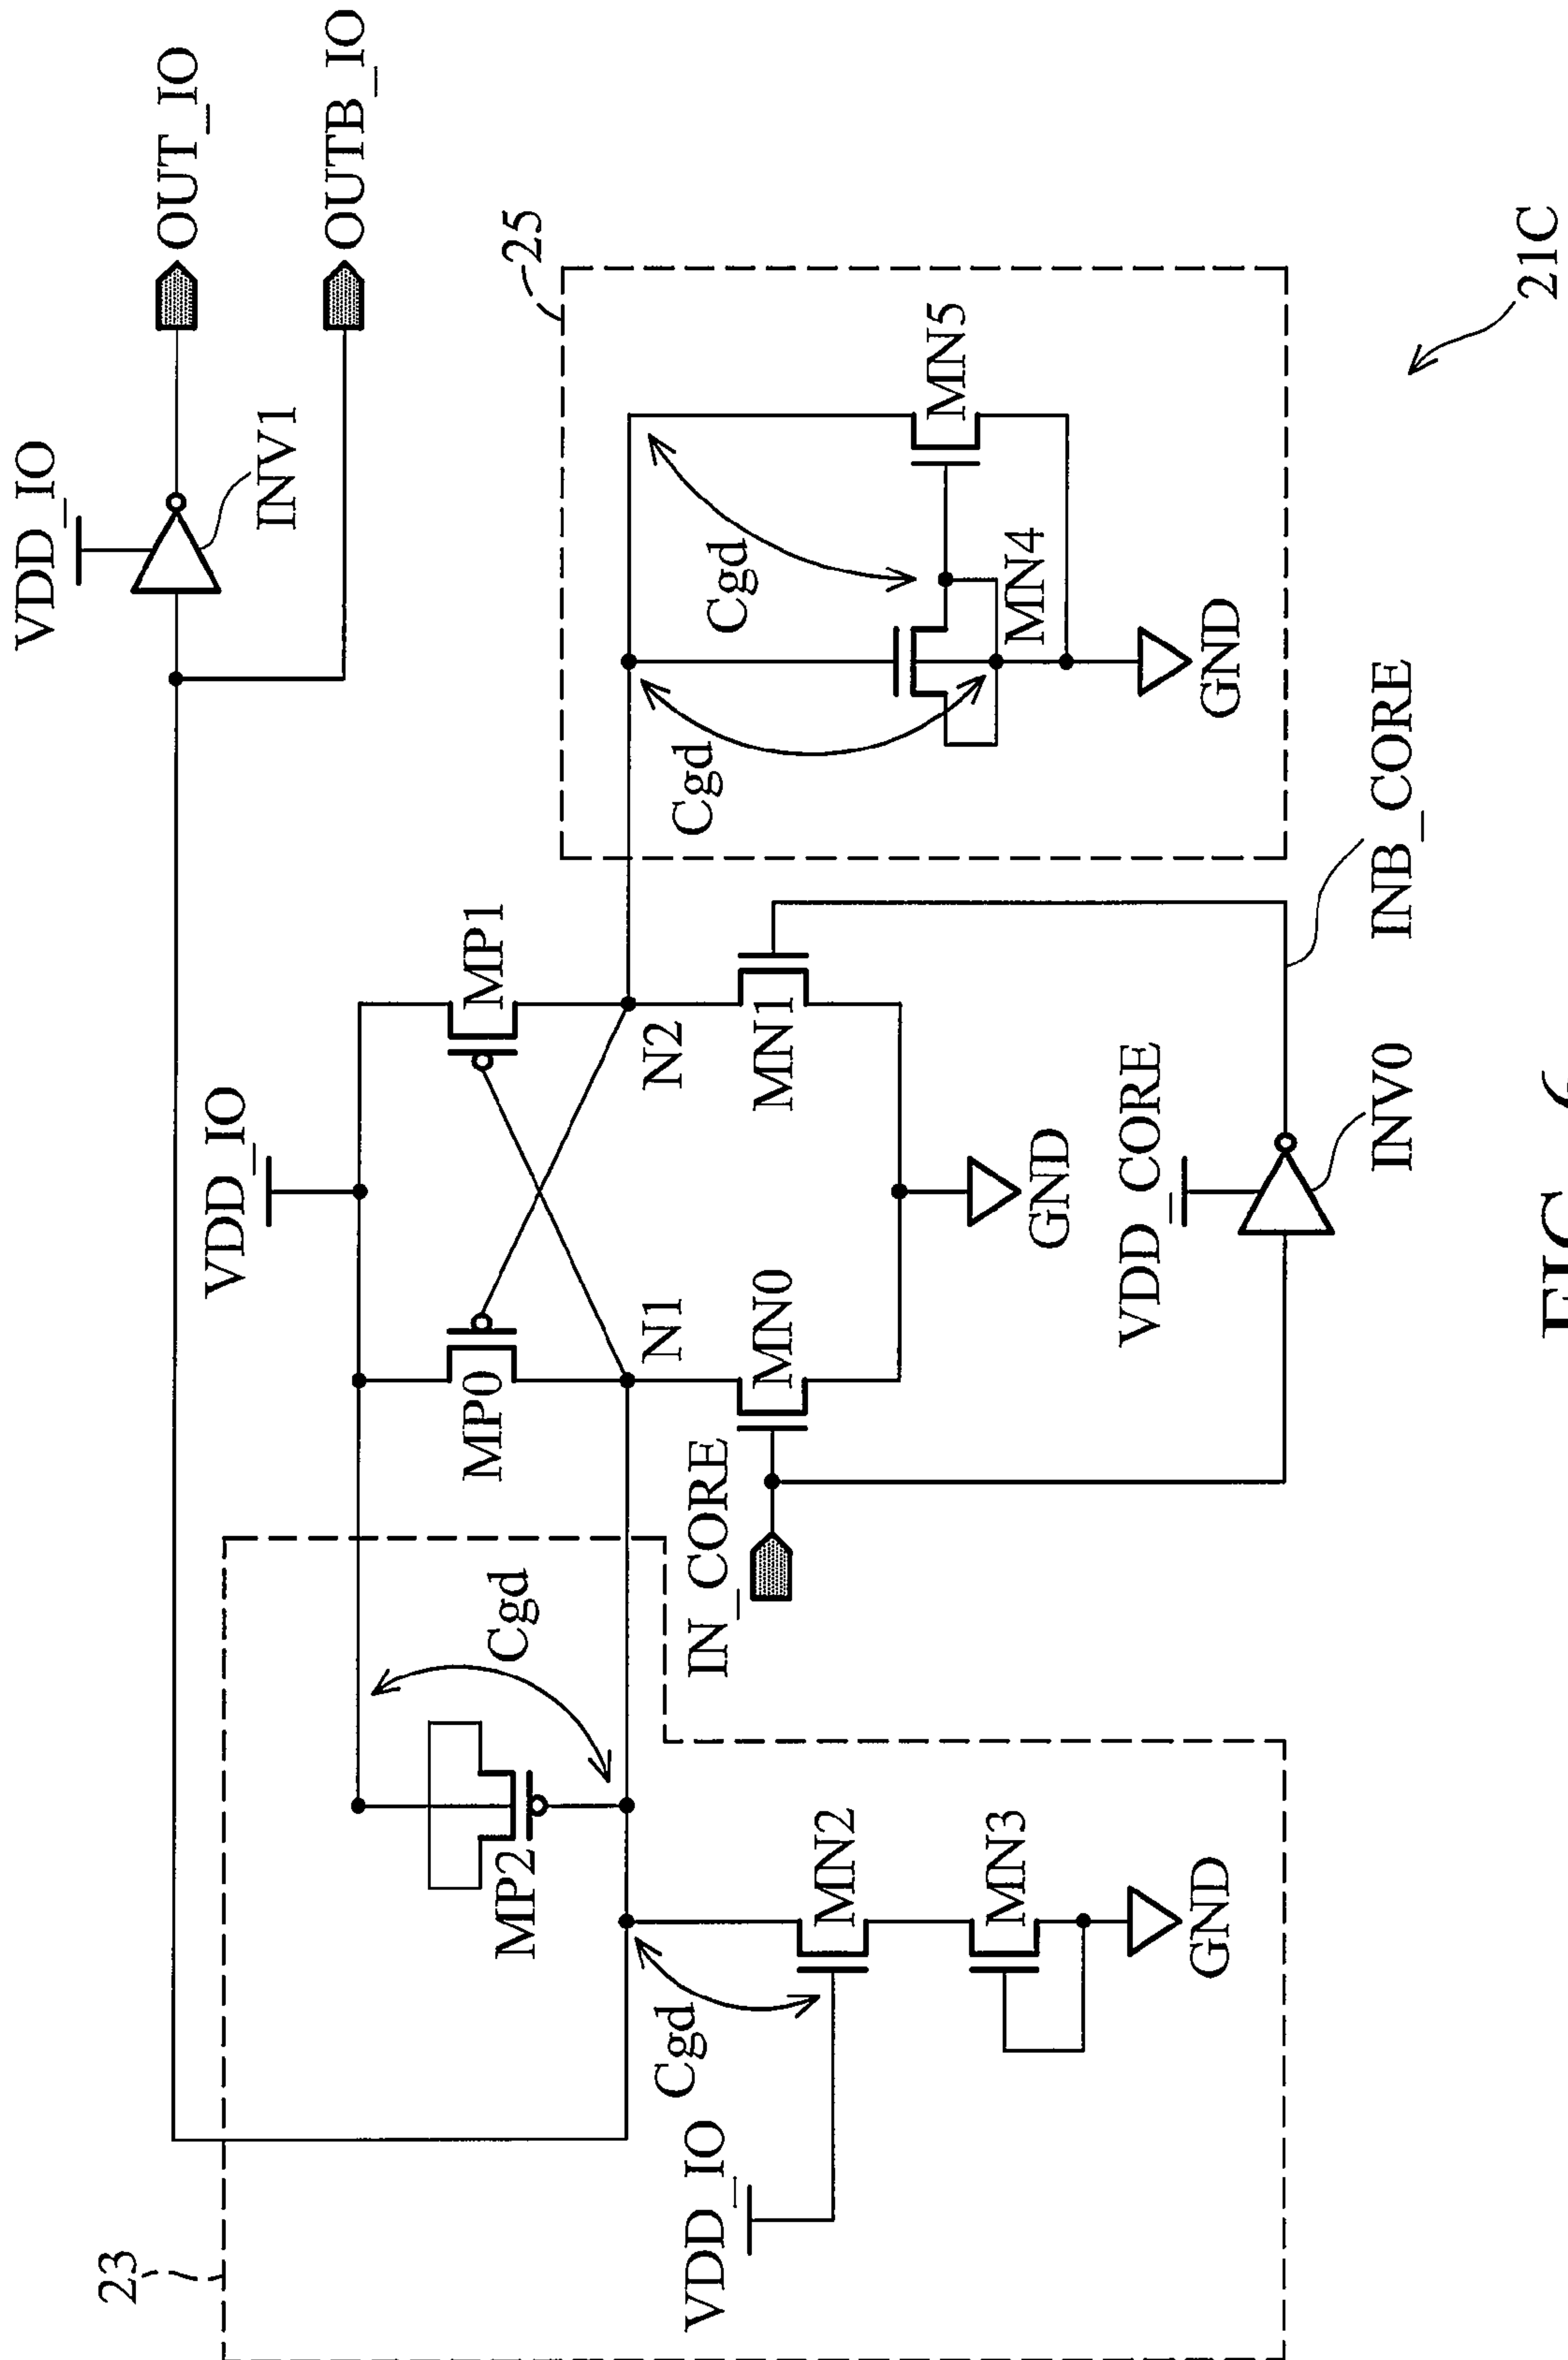 VDD_IO
INV1
OUT_IO
OUTB_IO
23
VDD_IO
MP2
Cgd
MP0
MP1
25
N1
N2
Cgd
VDD_IO
MN2
IN_CORE
MN0
MN1
Cgd
Cgd
MN5
MN3
MN4
GND
GND
GND
VDD_CORE
INV0
INB_CORE
21C